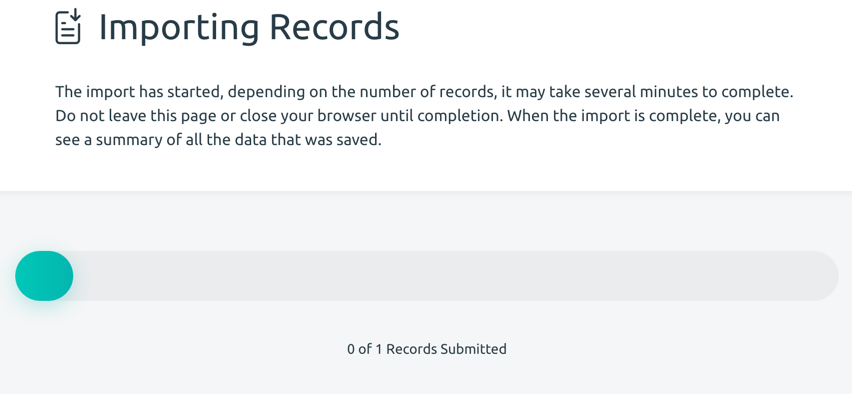 Importing Records
The import has started, depending on the number of records, it may take several minutes to complete.
Do not leave this page or close your browser until completion. When the import is complete, you can
see a summary of all the data that was saved.
0 of 1 Records Submitted